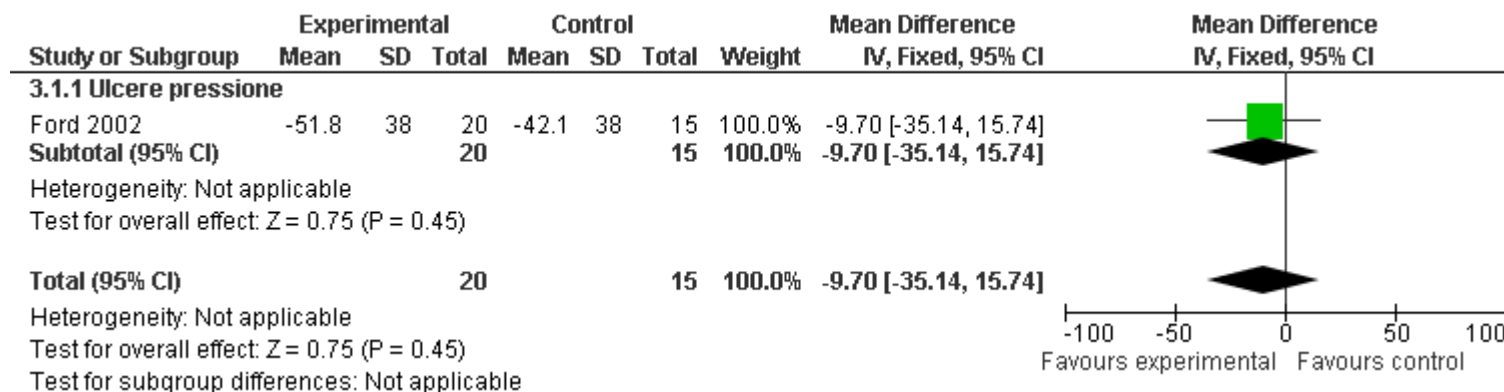 Experimental Control Mean Difference Mean Difference
Study or Subgroup Mean SD Total Mean SD Total Weight IV, Fixed, 95% CI IV, Fixed, 95% CI
3.1.1 Ulcere pressione
Ford 2002 -51.8 38 20 -42.1 38 15 100.0% -9.70 [-35.14, 15.74]
Subtotal (95% CI) 20 15 100.0% -9.70 [-35.14, 15.74]
Heterogeneity: Not applicable
Test for overall effect: Z = 0.75 (P = 0.45)
Total (95% CI) 20 15 100.0% -9.70 [-35.14, 15.74]
Heterogeneity: Not applicable
Test for overall effect: Z = 0.75 (P = 0.45)
Test for subgroup differences: Not applicable
-100 -50 0 50 100
Favours experimental Favours control